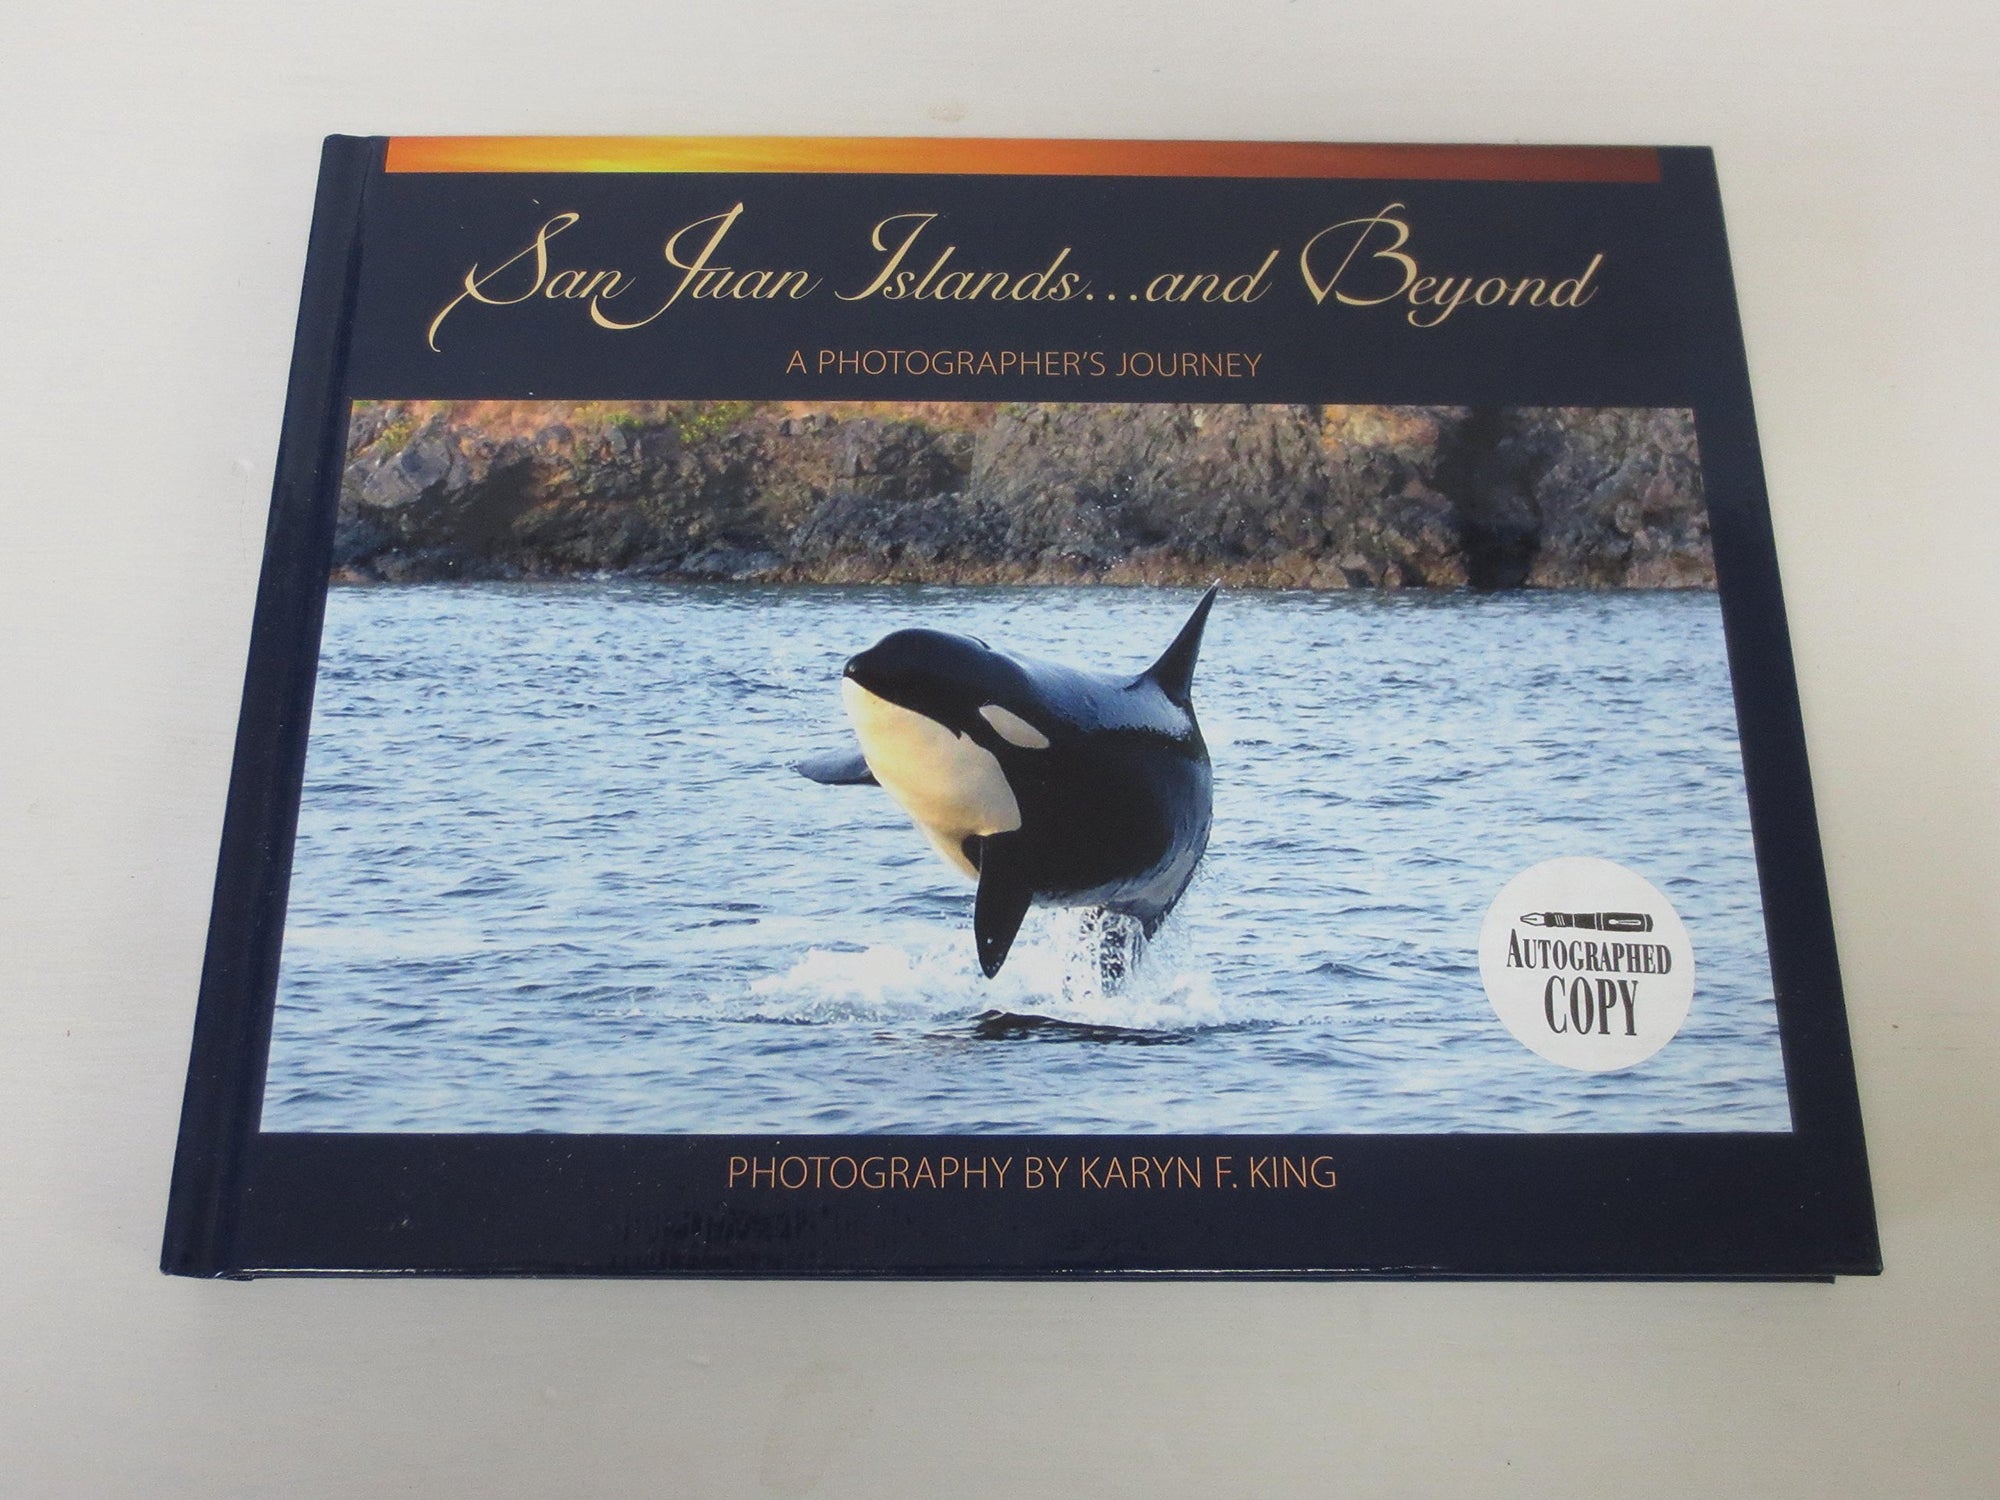 San Juan Islands...and Beyond
A PHOTOGRAPHER'S JOURNEY
AUTOGRAPHED
COPY
PHOTOGRAPHY BY KARYN F. KING